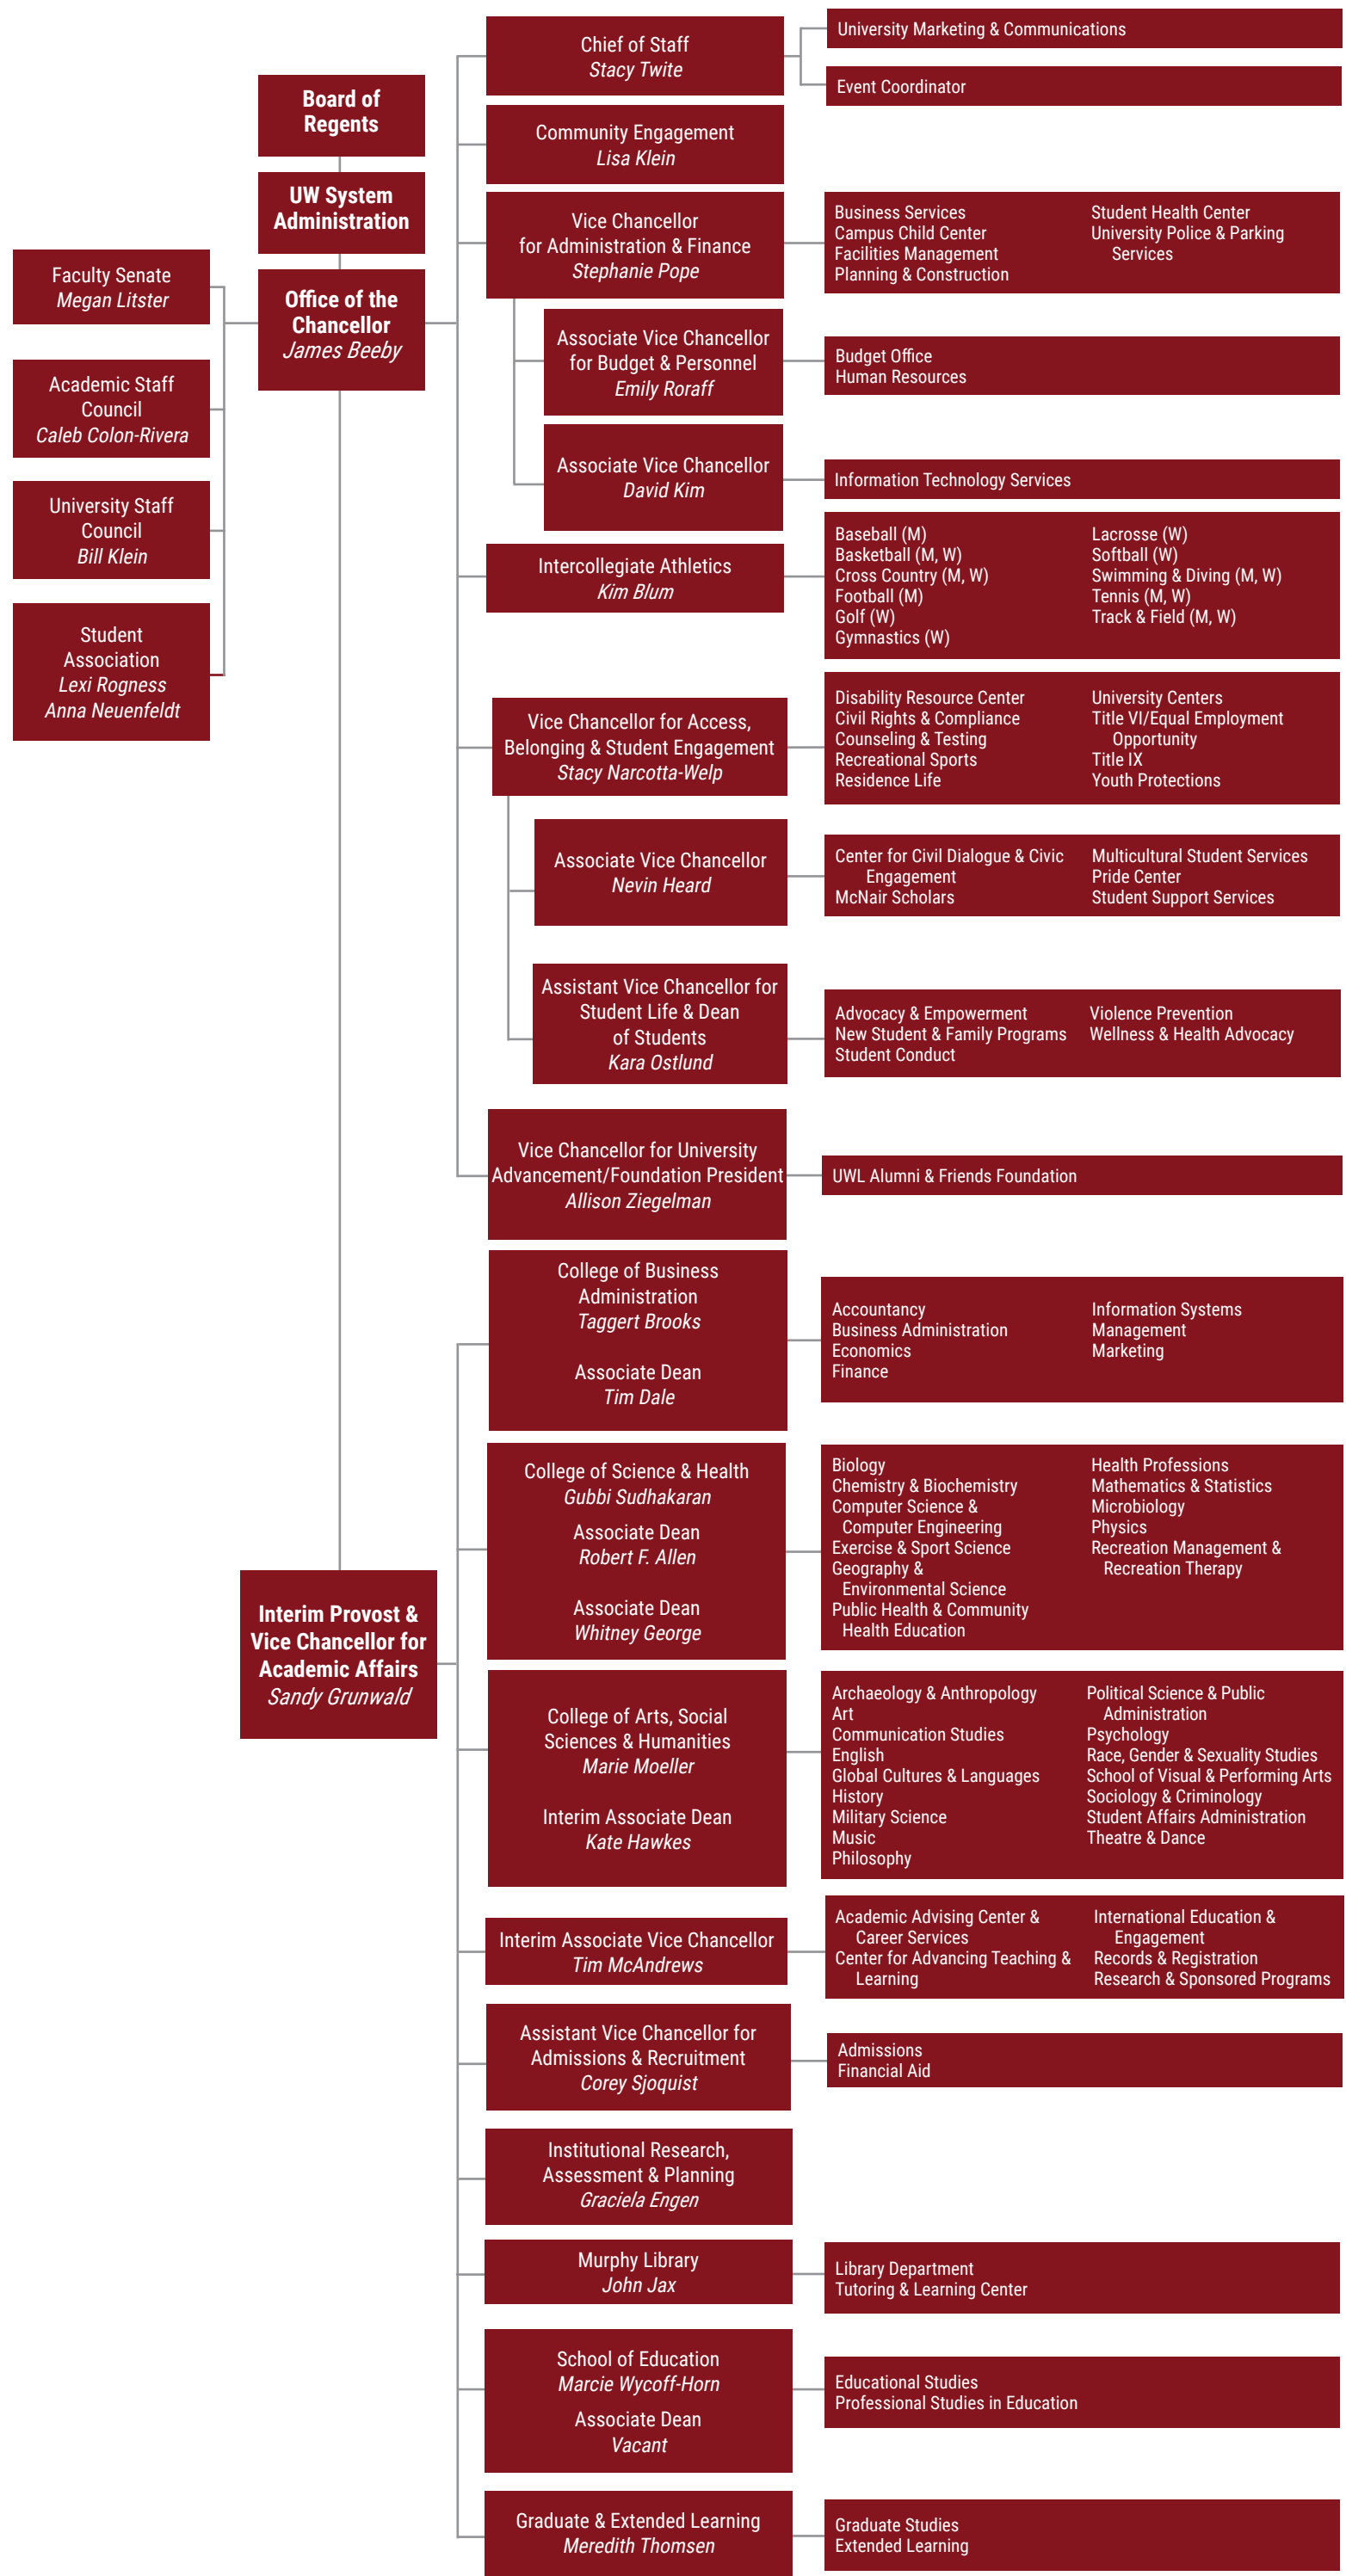 Board of
Regents
UW System
Administration
Office of the
Chancellor
James Beeby
Faculty Senate
Megan Litster
Academic Staff
Council
Caleb Colon-Rivera
University Staff
Council
Bill Klein
Student
Association
Lexi Rogness
Anna Neuenfeldt
Chief of Staff
Stacy Twite
University Marketing & Communications
Event Coordinator
Community Engagement
Lisa Klein
Vice Chancellor
for Administration & Finance
Stephanie Pope
Business Services
Campus Child Center
Facilities Management
Planning & Construction
Student Health Center
University Police & Parking
Services
Associate Vice Chancellor
for Budget & Personnel
Emily Roraff
Budget Office
Human Resources
Associate Vice Chancellor
David Kim
Information Technology Services
Intercollegiate Athletics
Kim Blum
Baseball (M)
Basketball (M, W)
Cross Country (M, W)
Football (M)
Golf (W)
Gymnastics (W)
Lacrosse (W)
Softball (W)
Swimming & Diving (M, W)
Tennis (M, W)
Track & Field (M, W)
Vice Chancellor for Access,
Belonging & Student Engagement
Stacy Narcotta-Welp
Disability Resource Center
Civil Rights & Compliance
Counseling & Testing
Recreational Sports
Residence Life
University Centers
Title VI/Equal Employment
Opportunity
Title IX
Youth Protections
Associate Vice Chancellor
Nevin Heard
Center for Civil Dialogue & Civic
Engagement
McNair Scholars
Multicultural Student Services
Pride Center
Student Support Services
Assistant Vice Chancellor for
Student Life & Dean
of Students
Kara Ostlund
Advocacy & Empowerment
New Student & Family Programs
Student Conduct
Violence Prevention
Wellness & Health Advocacy
Vice Chancellor for University
Advancement/Foundation President
Allison Ziegelman
UWL Alumni & Friends Foundation
Interim Provost &
Vice Chancellor for
Academic Affairs
Sandy Grunwald
College of Business
Administration
Taggert Brooks
Associate Dean
Tim Dale
Accountancy
Business Administration
Economics
Finance
Information Systems
Management
Marketing
College of Science & Health
Gubbi Sudhakaran
Associate Dean
Robert F. Allen
Associate Dean
Whitney George
Biology
Chemistry & Biochemistry
Computer Science &
Computer Engineering
Exercise & Sport Science
Geography &
Environmental Science
Public Health & Community
Health Education
Health Professions
Mathematics & Statistics
Microbiology
Physics
Recreation Management &
Recreation Therapy
College of Arts, Social
Sciences & Humanities
Marie Moeller
Interim Associate Dean
Kate Hawkes
Archaeology & Anthropology
Art
Communication Studies
English
Global Cultures & Languages
History
Military Science
Music
Philosophy
Political Science & Public
Administration
Psychology
Race, Gender & Sexuality Studies
School of Visual & Performing Arts
Sociology & Criminology
Student Affairs Administration
Theatre & Dance
Interim Associate Vice Chancellor
Tim McAndrews
Academic Advising Center &
Career Services
Center for Advancing Teaching &
Learning
International Education &
Engagement
Records & Registration
Research & Sponsored Programs
Assistant Vice Chancellor for
Admissions & Recruitment
Corey Sjoquist
Admissions
Financial Aid
Institutional Research,
Assessment & Planning
Graciela Engen
Murphy Library
John Jax
Library Department
Tutoring & Learning Center
School of Education
Marcie Wycoff-Horn
Associate Dean
Vacant
Educational Studies
Professional Studies in Education
Graduate & Extended Learning
Meredith Thomsen
Graduate Studies
Extended Learning